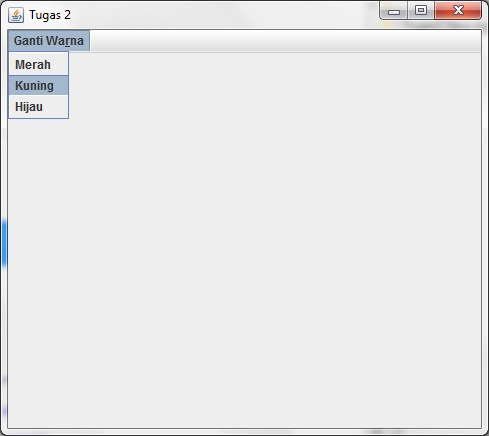 Tugas 2
Ganti Warna
Merah
Kuning
Hijau